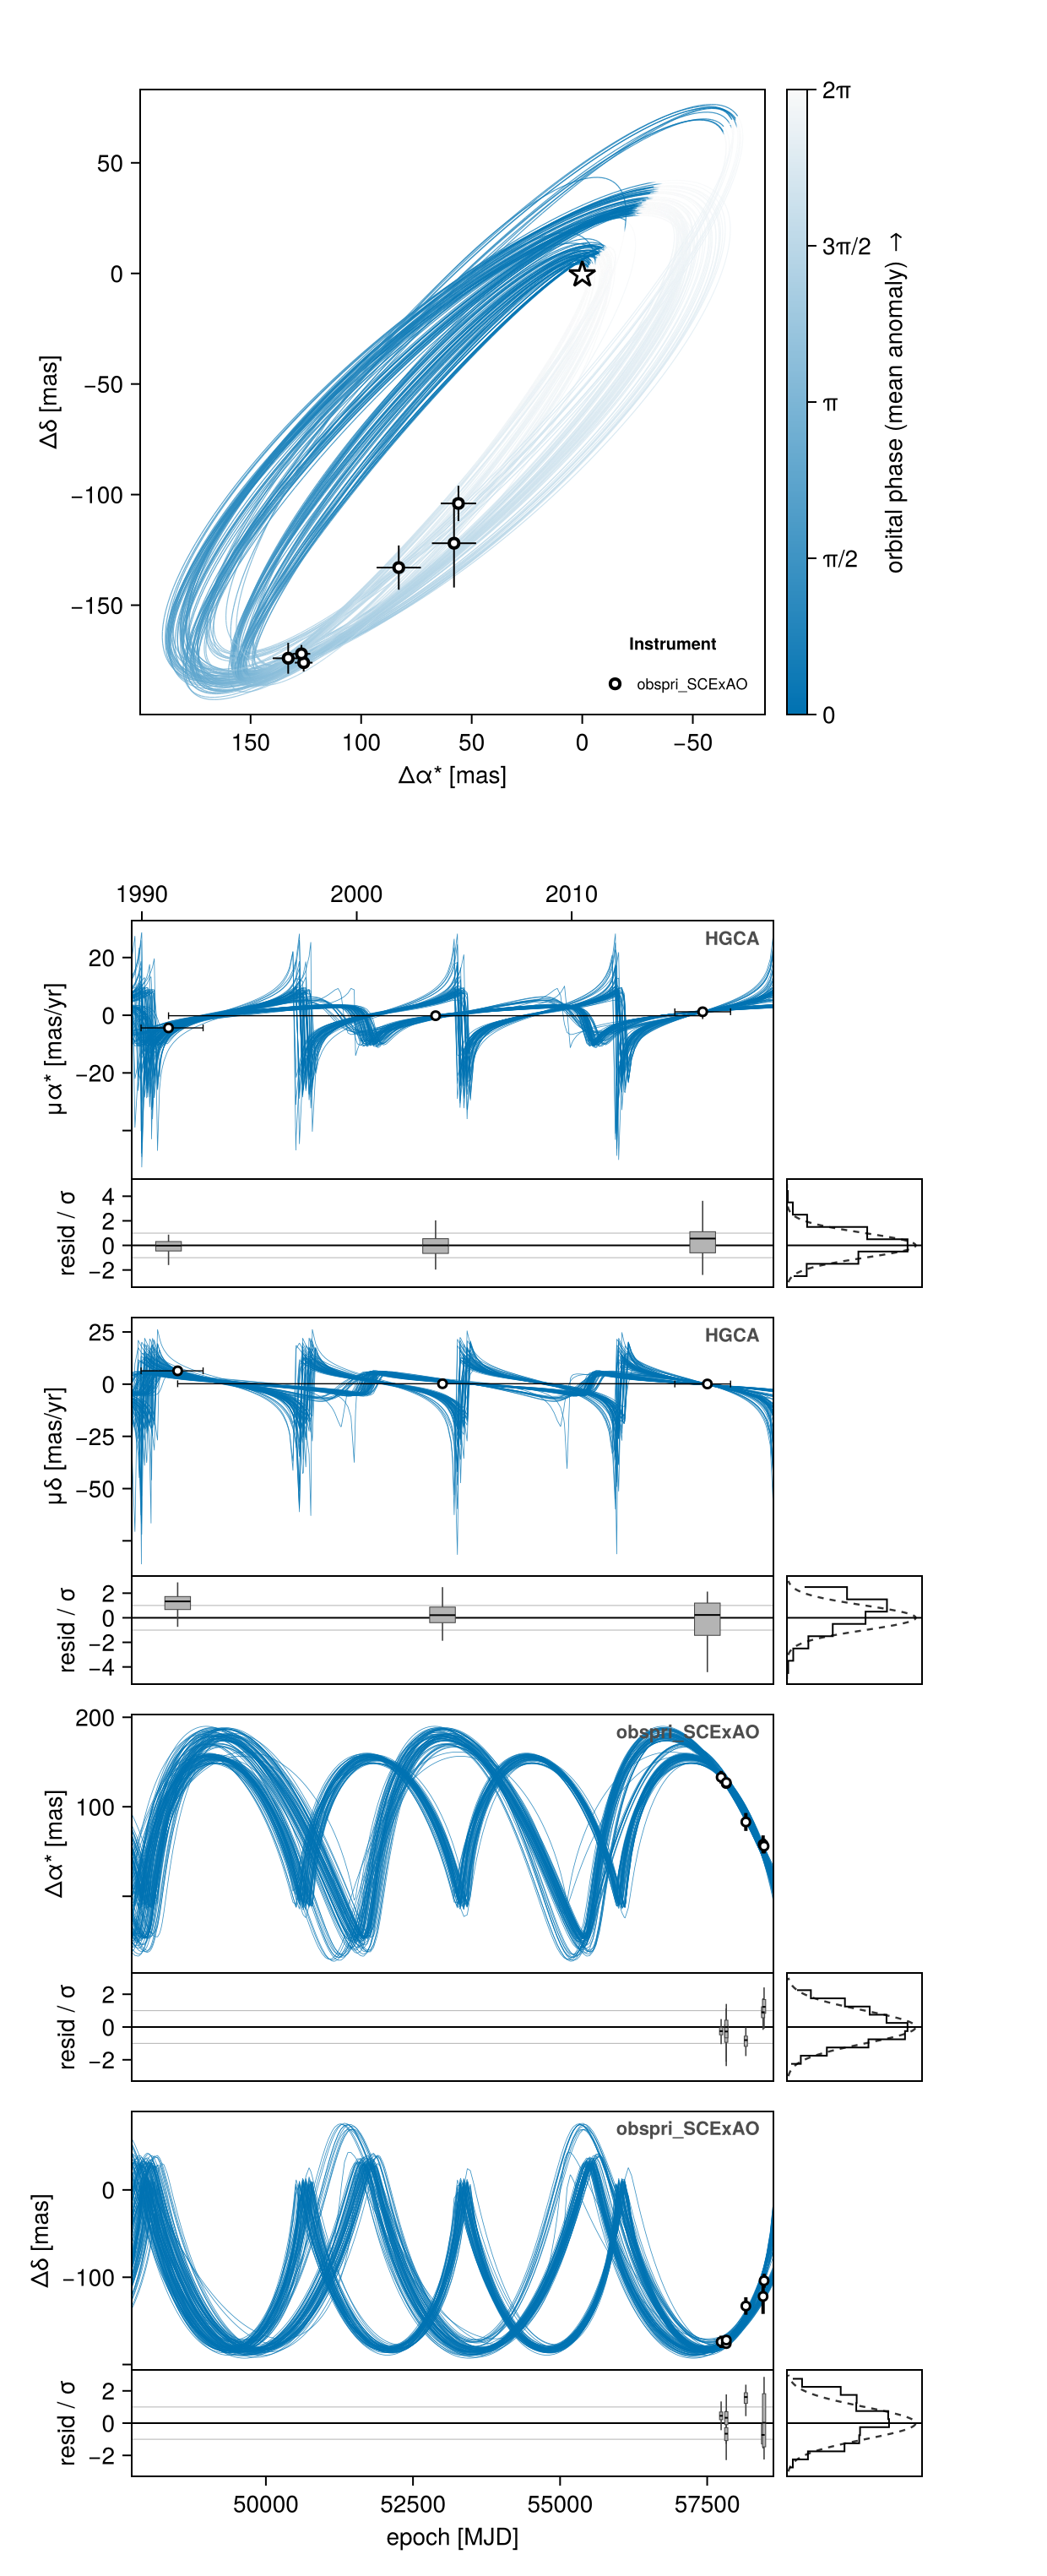 2π
50
3π/2
0
orbital phase (mean anomaly) →
Δδ [mas]
−50
π
−100
π/2
−150
Instrument
obspri_SCExAO
0
150
100
50
0
−50
Δα* [mas]
1990
2000
2010
HGCA
20
0
−20
μα* [mas/yr]
4
2
0
−2
resid / σ
HGCA
25
0
−25
−50
μδ [mas/yr]
2
0
−2
−4
resid / σ
200
obspri_SCExAO
100
Δα* [mas]
2
0
−2
resid / σ
obspri_SCExAO
0
−100
Δδ [mas]
2
0
−2
resid / σ
50000
52500
55000
57500
epoch [MJD]